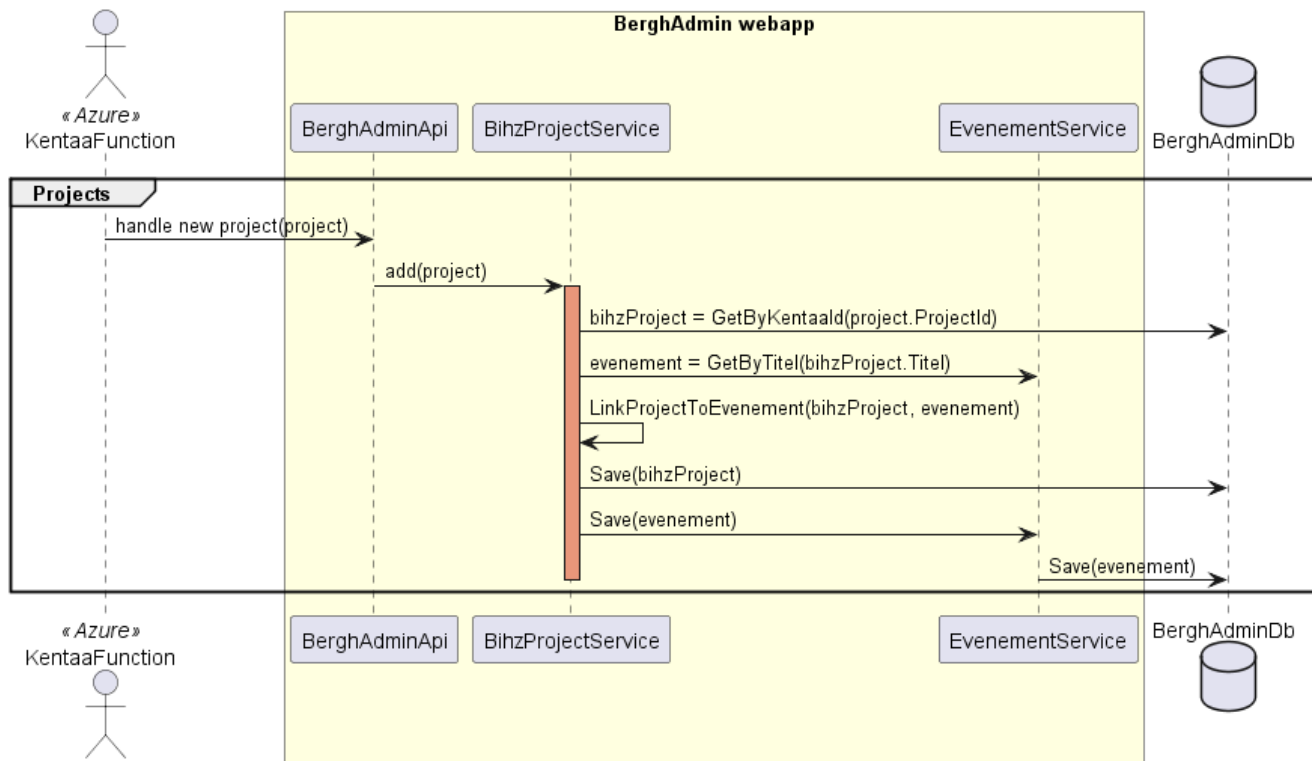 BerghAdmin webapp
«Azure»
KentaaFunction
BerghAdminApi
BihzProjectService
EvenementService
BerghAdminDb
Projects
handle new project(project)
add(project)
bihzProject = GetByKentaaId(project.ProjectId)
evenement = GetByTitel(bihzProject.Titel)
LinkProjectToEvenement(bihzProject, evenement)
Save(bihzProject)
Save(evenement)
Save(evenement)
«Azure»
KentaaFunction
BerghAdminApi
BihzProjectService
EvenementService
BerghAdminDb